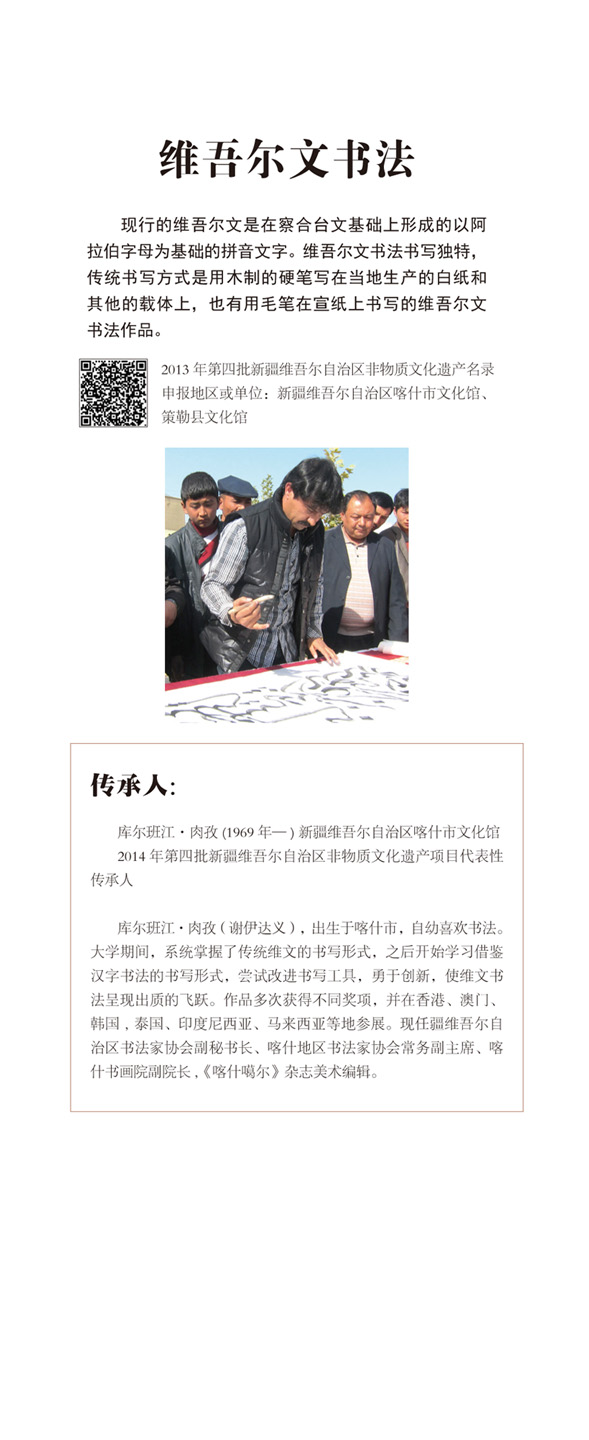 维吾尔文书法
现行的维吾尔文是在察合台文基础上形成的以阿
拉伯字母为基础的拼音文字。维吾尔文书法书写独特，
传统书写方式是用木制的硬笔写在当地生产的白纸和
其他的载体上，也有用毛笔在宣纸上书写的维吾尔文
书法作品。
2013 年第四批新疆维吾尔自治区非物质文化遗产名录
申报地区或单位：新疆维吾尔自治区喀什市文化馆、
策勒县文化馆
传承人：
库尔班江·肉孜 (1969 年— ) 新疆维吾尔自治区喀什市文化馆
2014 年第四批新疆维吾尔自治区非物质文化遗产项目代表性
传承人
库尔班江·肉孜（谢伊达义），出生于喀什市，自幼喜欢书法。
大学期间，系统掌握了传统维文的书写形式，之后开始学习借鉴
汉字书法的书写形式，尝试改进书写工具，勇于创新，使维文书
法呈现出质的飞跃。作品多次获得不同奖项，并在香港、澳门、
韩国 , 泰国、印度尼西亚、马来西亚等地参展。现任疆维吾尔自
治区书法家协会副秘书长、喀什地区书法家协会常务副主席、喀
什书画院副院长 ,《喀什噶尔》杂志美术编辑。